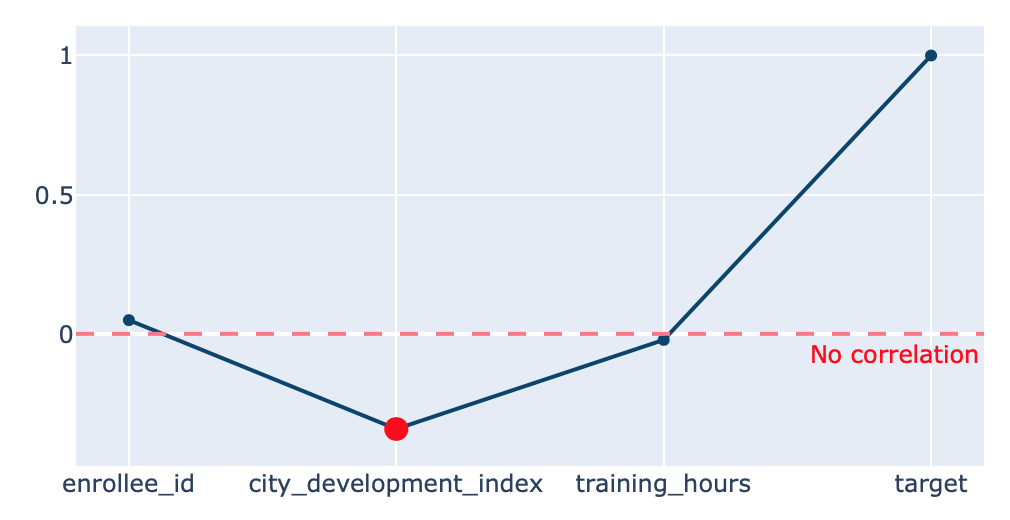 1
0.5
0
No correlation
enrollee_id city_development_index training_hours target